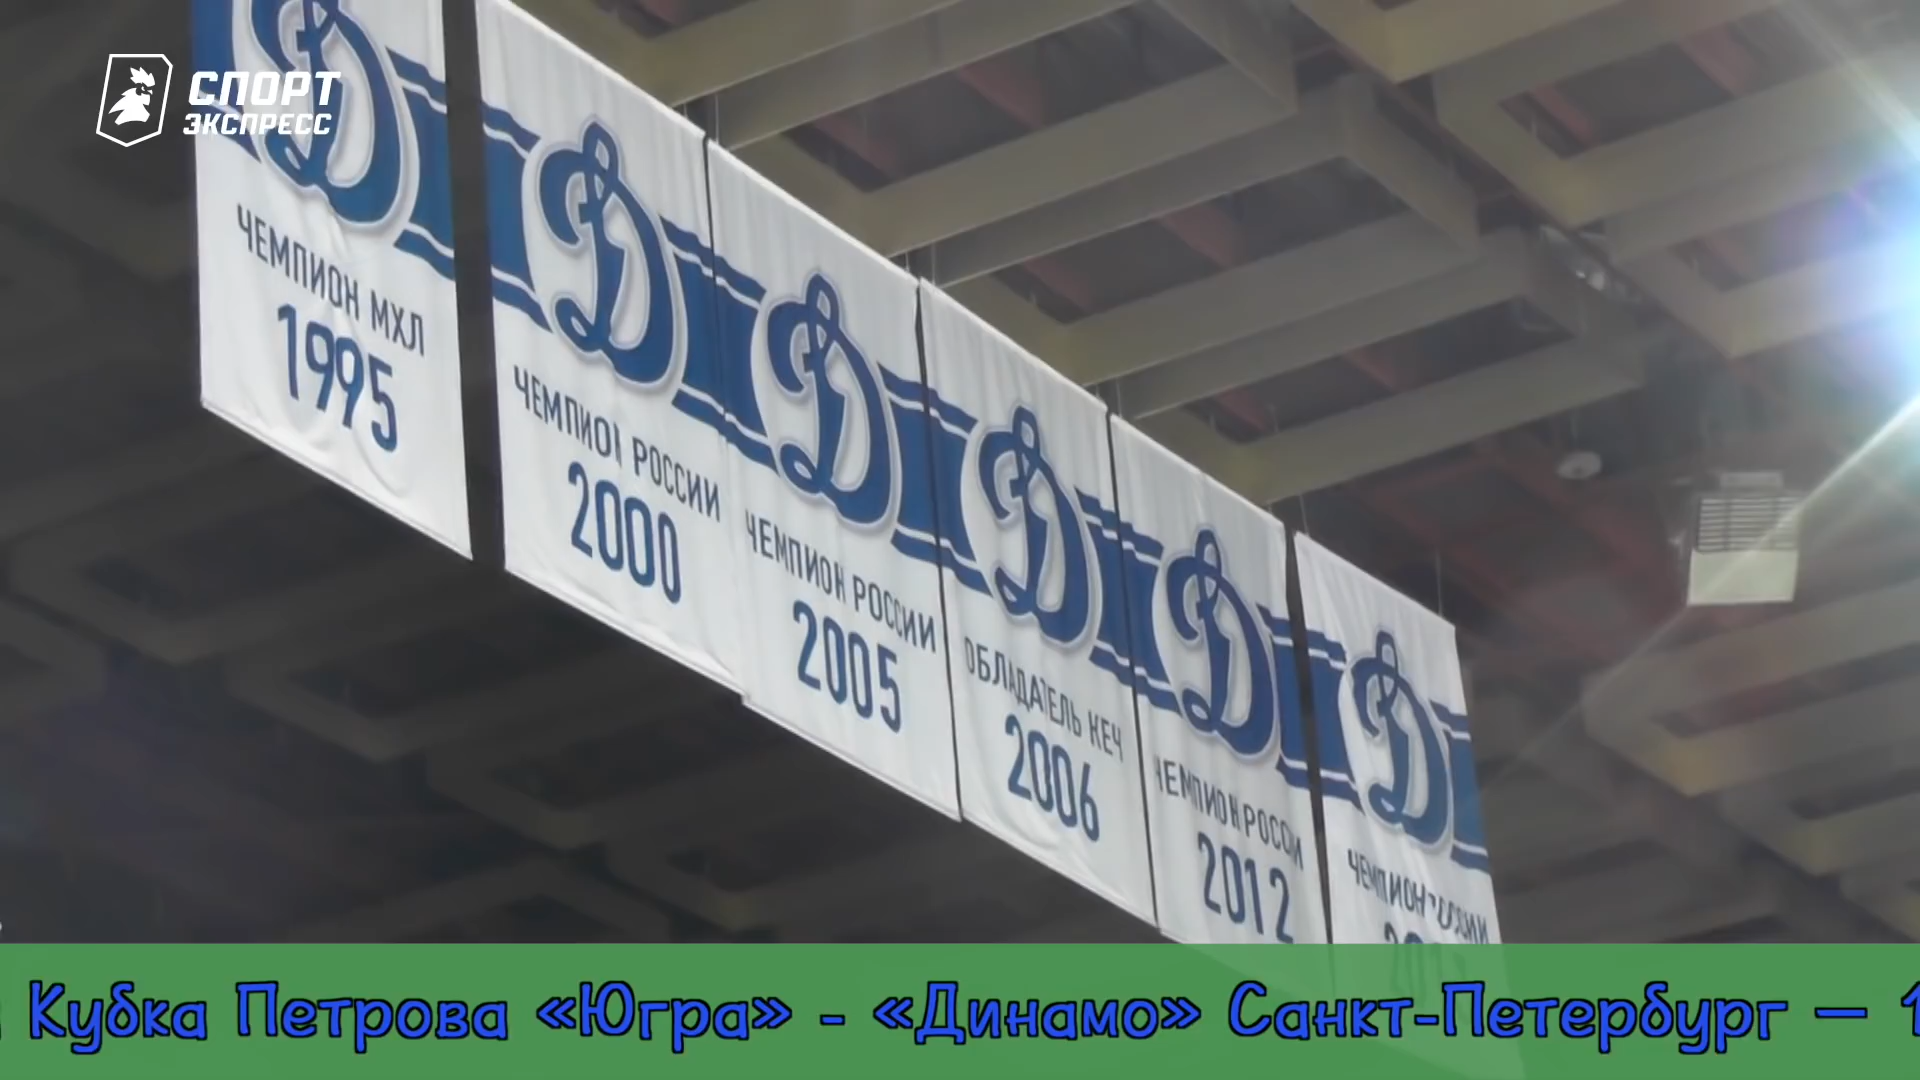 СПОРТ
ЭКСПРЕСС
ЧЕМПИОН МХЛ
1995
ЧЕМПИОН РОССИИ
2000
ЧЕМПИОН РОССИИ
2005
ОБЛАДАТЕЛЬ КЕЧ
2006
ЧЕМПИОН РОССИИ
2012
ЧЕМПИОН РОССИИ
Кубка Петрова «Югра» - «Динамо» Санкт-Петербург —